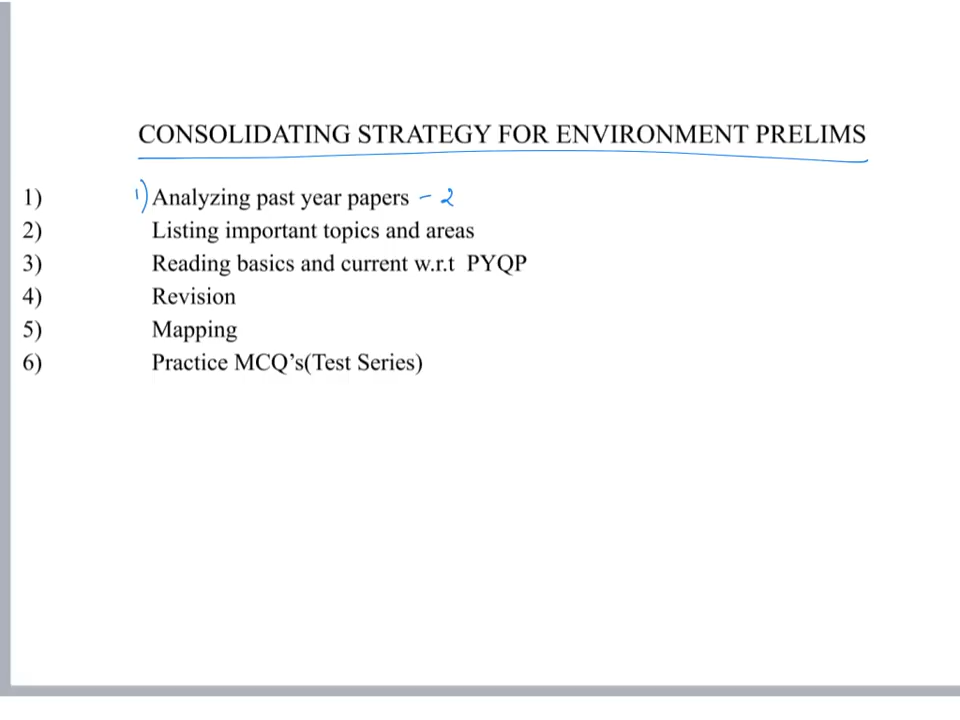 CONSOLIDATING STRATEGY FOR ENVIRONMENT PRELIMS
1) 1) Analyzing past year papers - 2
2) Listing important topics and areas
3) Reading basics and current w.r.t PYQP
4) Revision
5) Mapping
6) Practice MCQ’s(Test Series)